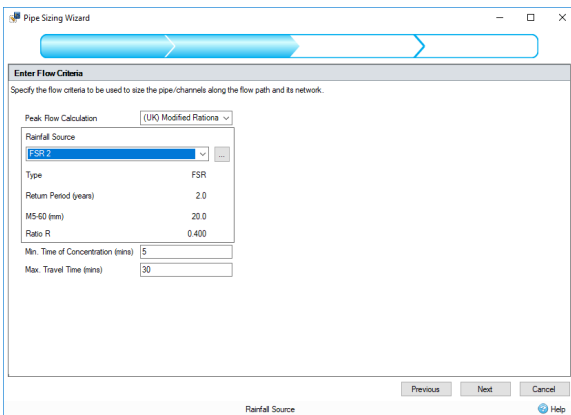 Pipe Sizing Wizard
Enter Flow Criteria
Specify the flow criteria to be used to size the pipe/channels along the flow path and its network.
Peak Flow Calculation (UK) Modified Rationa
Rainfall Source
FSR 2 ...
Type FSR
Return Period (years) 2.0
M5-60 (mm) 20.0
Ratio R 0.400
Min. Time of Concentration (mins) 5
Max. Travel Time (mins) 30
Previous Next Cancel
Rainfall Source Help